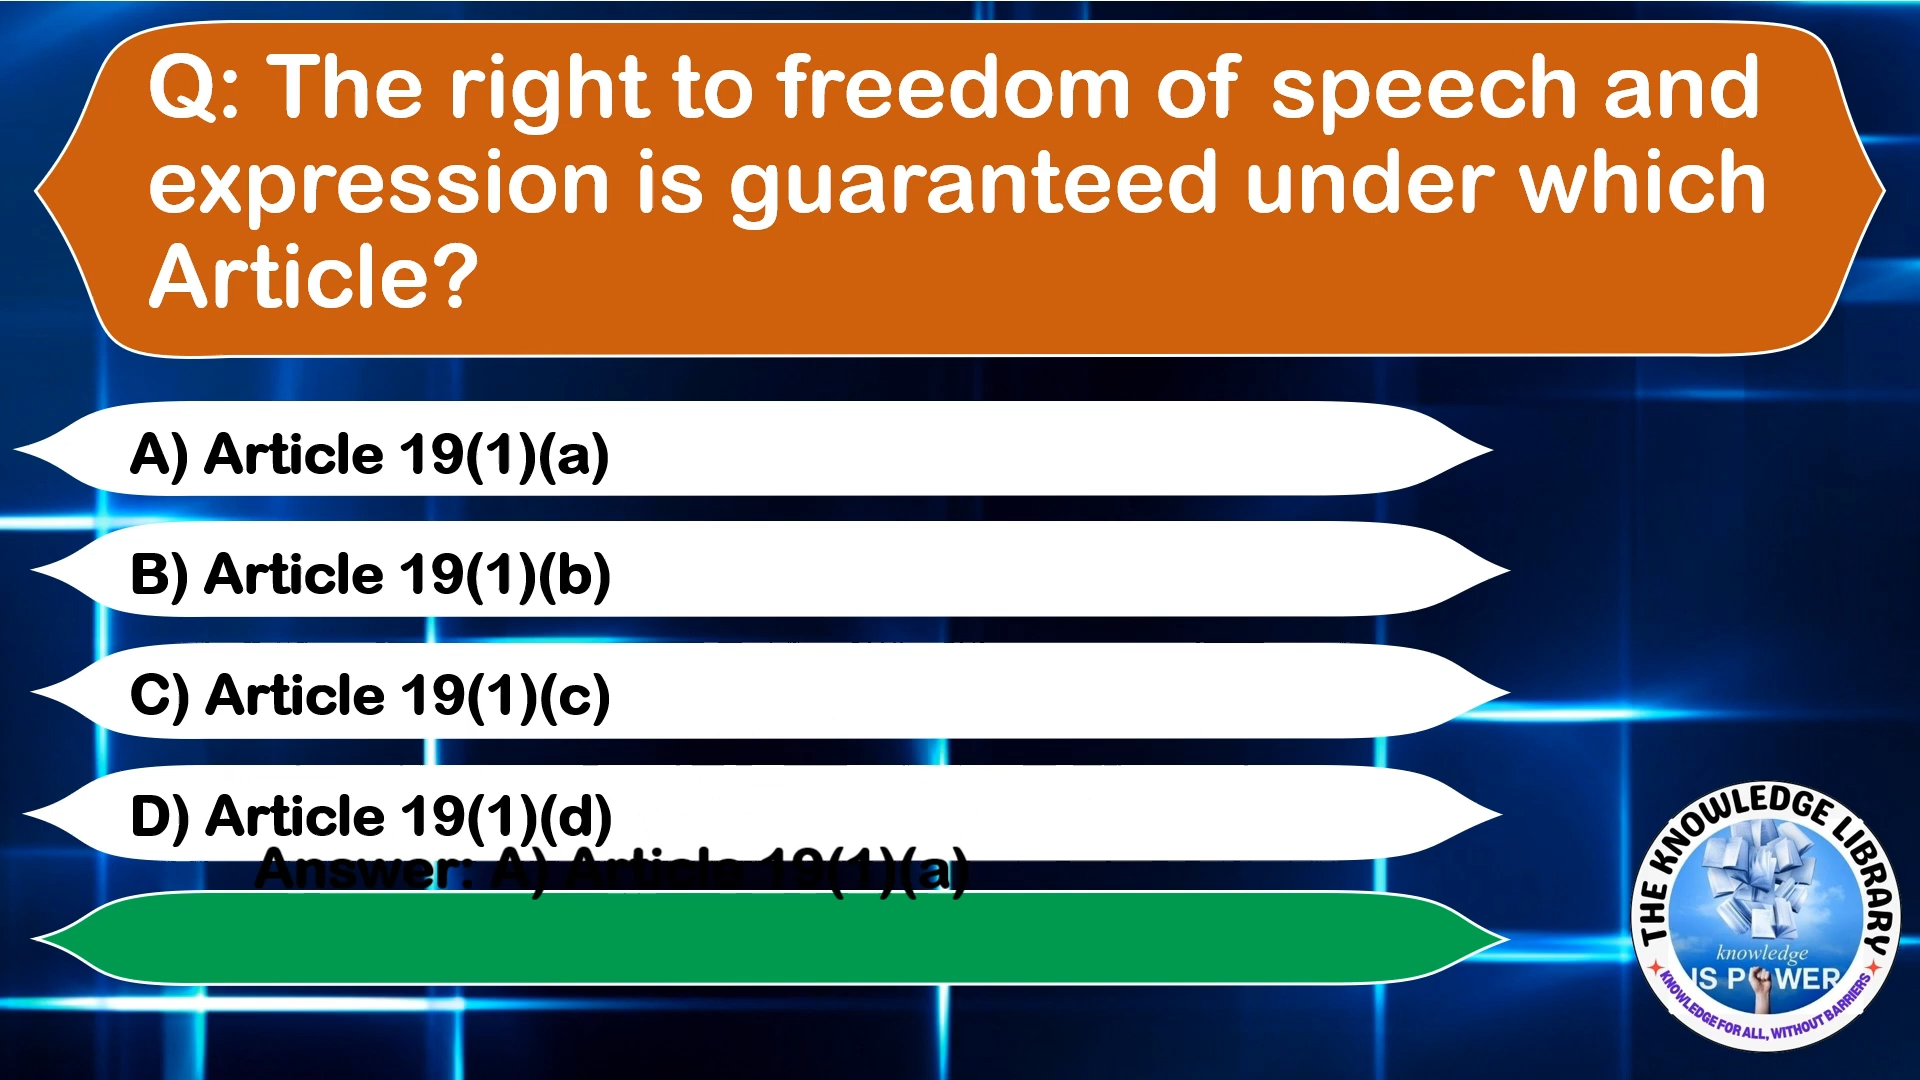 Q: The right to freedom of speech and
expression is guaranteed under which
Article?
A) Article 19(1)(a)
B) Article 19(1)(b)
C) Article 19(1)(c)
D) Article 19(1)(d)
Answer: A) Article 19(1)(a)
THE KNOWLEDGE LIBRARY
knowledge
IS POWER
KNOWLEDGE FOR ALL, WITHOUT BARRIERS